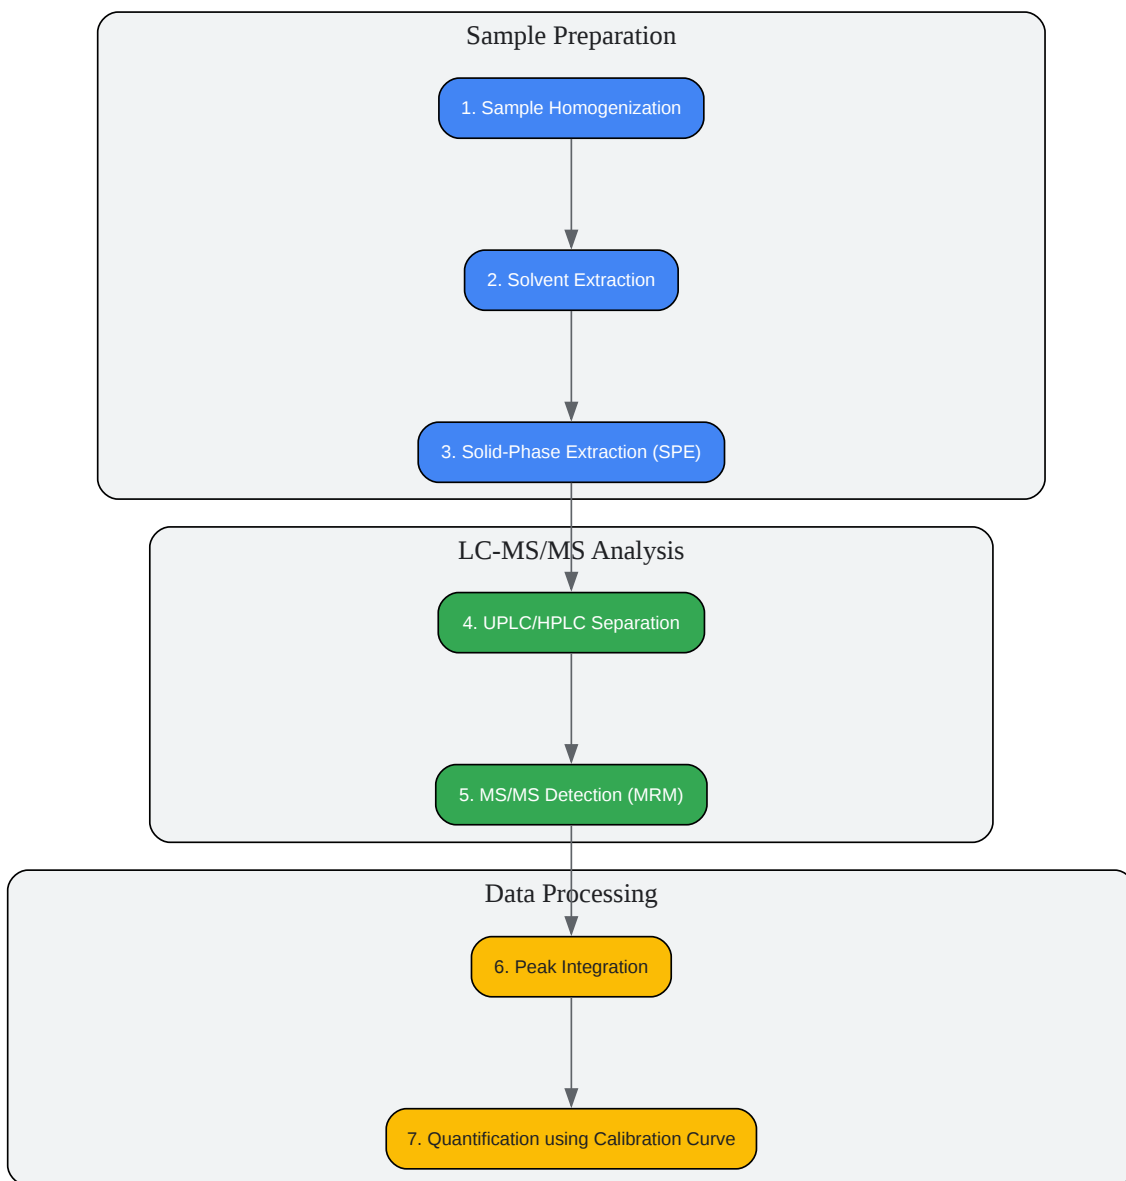 Sample Preparation
1. Sample Homogenization
2. Solvent Extraction
3. Solid-Phase Extraction (SPE)
LC-MS/MS Analysis
4. UPLC/HPLC Separation
5. MS/MS Detection (MRM)
Data Processing
6. Peak Integration
7. Quantification using Calibration Curve